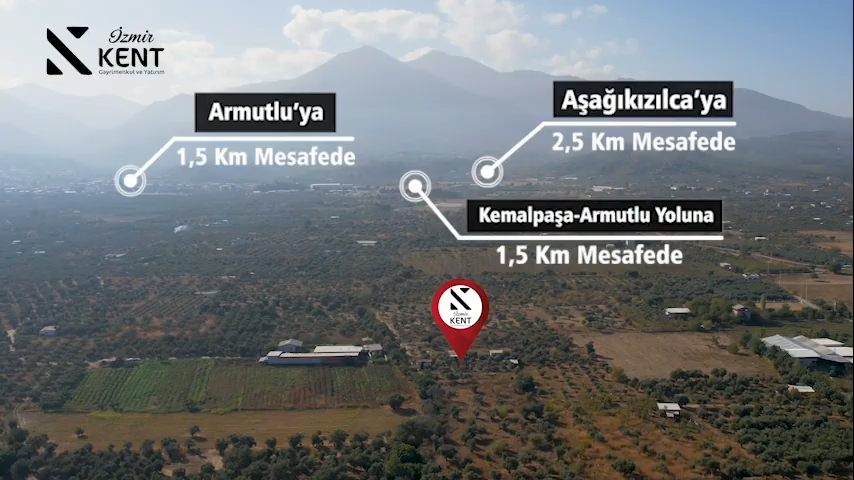 İzmir
KENT
Gayrimenkul ve Yatırım
Armutlu'ya
1,5 Km Mesafede
Aşağıkızılca'ya
2,5 Km Mesafede
Kemalpaşa-Armutlu Yoluna
1,5 Km Mesafede
İzmir
KENT